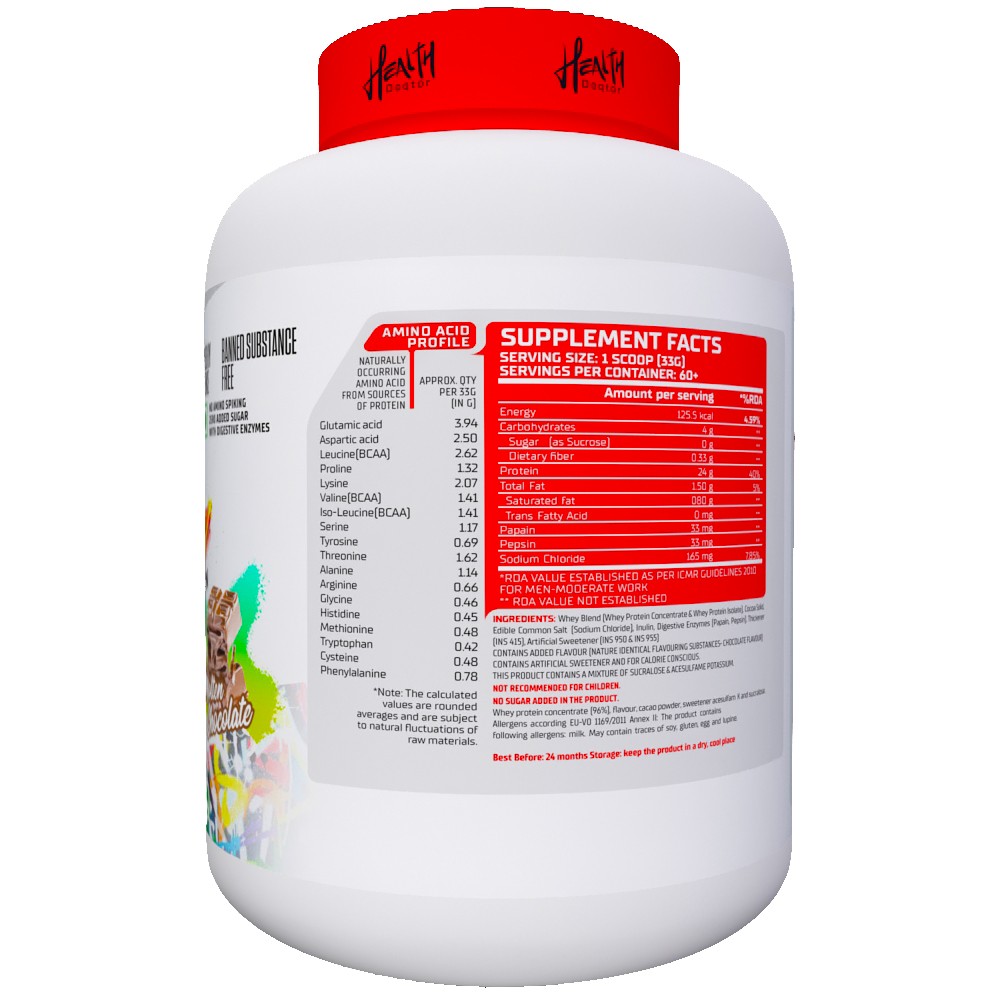 HEALTH
Doqtor
HEALTH
Doqtor
BANNED SUBSTANCE
FREE
NO AMINO SPIKING
ZERO ADDED SUGAR
WITH DIGESTIVE ENZYMES
Chocolate
AMINO ACID
PROFILE
NATURALLY
OCCURRING
AMINO ACID
FROM SOURCES
OF PROTEIN
APPROX. QTY
PER 33G
(IN G)
Glutamic acid 3.94
Aspartic acid 2.50
Leucine(BCAA) 2.62
Proline 1.32
Lysine 2.07
Valine(BCAA) 1.41
Iso-Leucine(BCAA) 1.41
Serine 1.17
Tyrosine 0.69
Threonine 1.62
Alanine 1.14
Arginine 0.66
Glycine 0.46
Histidine 0.45
Methionine 0.48
Tryptophan 0.42
Cysteine 0.48
Phenylalanine 0.78
*Note: The calculated
values are rounded
averages and are subject
to natural fluctuations of
raw materials.
SUPPLEMENT FACTS
SERVING SIZE: 1 SCOOP (33G)
SERVINGS PER CONTAINER: 60+
Amount per serving *%RDA
Energy 125.5 kcal 4.59%
Carbohydrates 4 g **
Sugar (as Sucrose) 0 g **
Dietary fiber 0.33 g **
Protein 24 g 40%
Total Fat 1.50 g 5%
Saturated fat 080 g **
Trans Fatty Acid 0 mg **
Papain 33 mg **
Pepsin 33 mg **
Sodium Chloride 165 mg 7.85%
*RDA VALUE ESTABLISHED AS PER ICMR GUIDELINES 2010
FOR MEN-MODERATE WORK
** RDA VALUE NOT ESTABLISHED
INGREDIENTS: Whey Blend (Whey Protein Concentrate & Whey Protein Isolate), Cocoa Solids,
Edible Common Salt (Sodium Chloride), Inulin, Digestive Enzymes (Papain, Pepsin), Thickener
(INS 415), Artificial Sweetener (INS 950 & INS 955)
CONTAINS ADDED FLAVOUR (NATURE IDENTICAL FLAVOURING SUBSTANCES- CHOCOLATE FLAVOUR)
CONTAINS ARTIFICIAL SWEETENER AND FOR CALORIE CONSCIOUS.
THIS PRODUCT CONTAINS A MIXTURE OF SUCRALOSE & ACESULFAME POTASSIUM.
NOT RECOMMENDED FOR CHILDREN.
NO SUGAR ADDED IN THE PRODUCT.
Whey protein concentrate (96%), flavour, cacao powder, sweetener acesulfam K and sucralose.
Allergens according EU-VO 1169/2011 Annex II: The product contains
following allergens: milk. May contain traces of soy, gluten, egg and lupine.
Best Before: 24 months Storage: keep the product in a dry, cool place